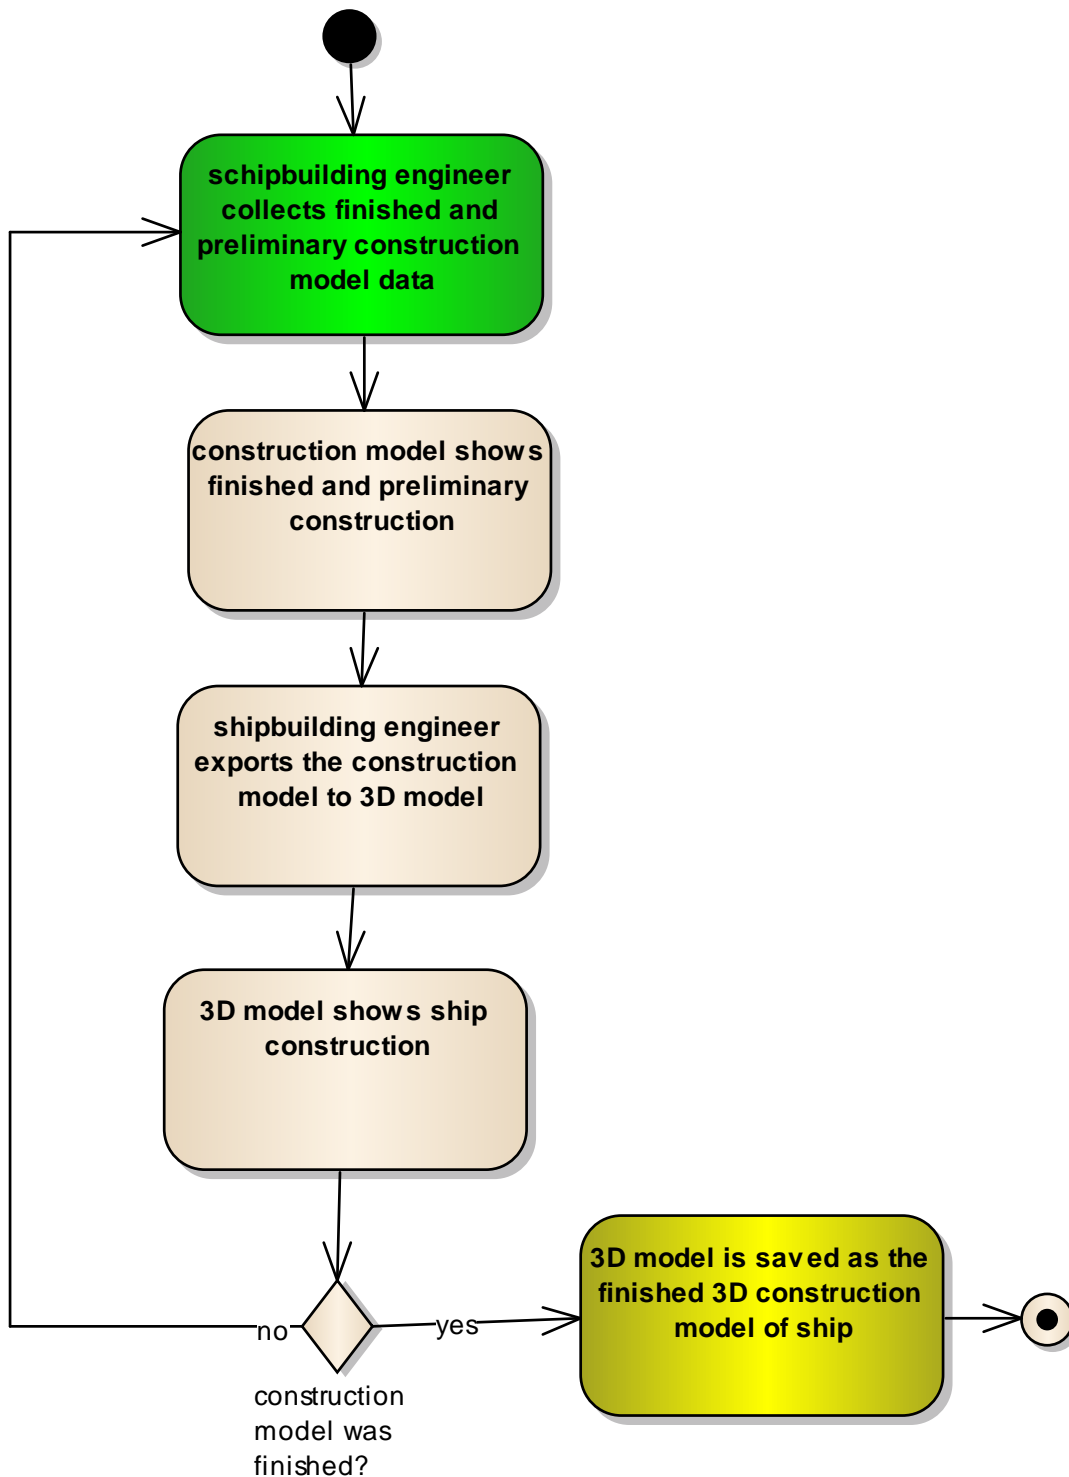 schipbuilding engineer
collects finished and
preliminary construction
model data
construction model shows
finished and preliminary
construction
shipbuilding engineer
exports the construction
model to 3D model
3D model shows ship
construction
3D model is saved as the
finished 3D construction
model of ship
no
yes
construction
model was
finished?